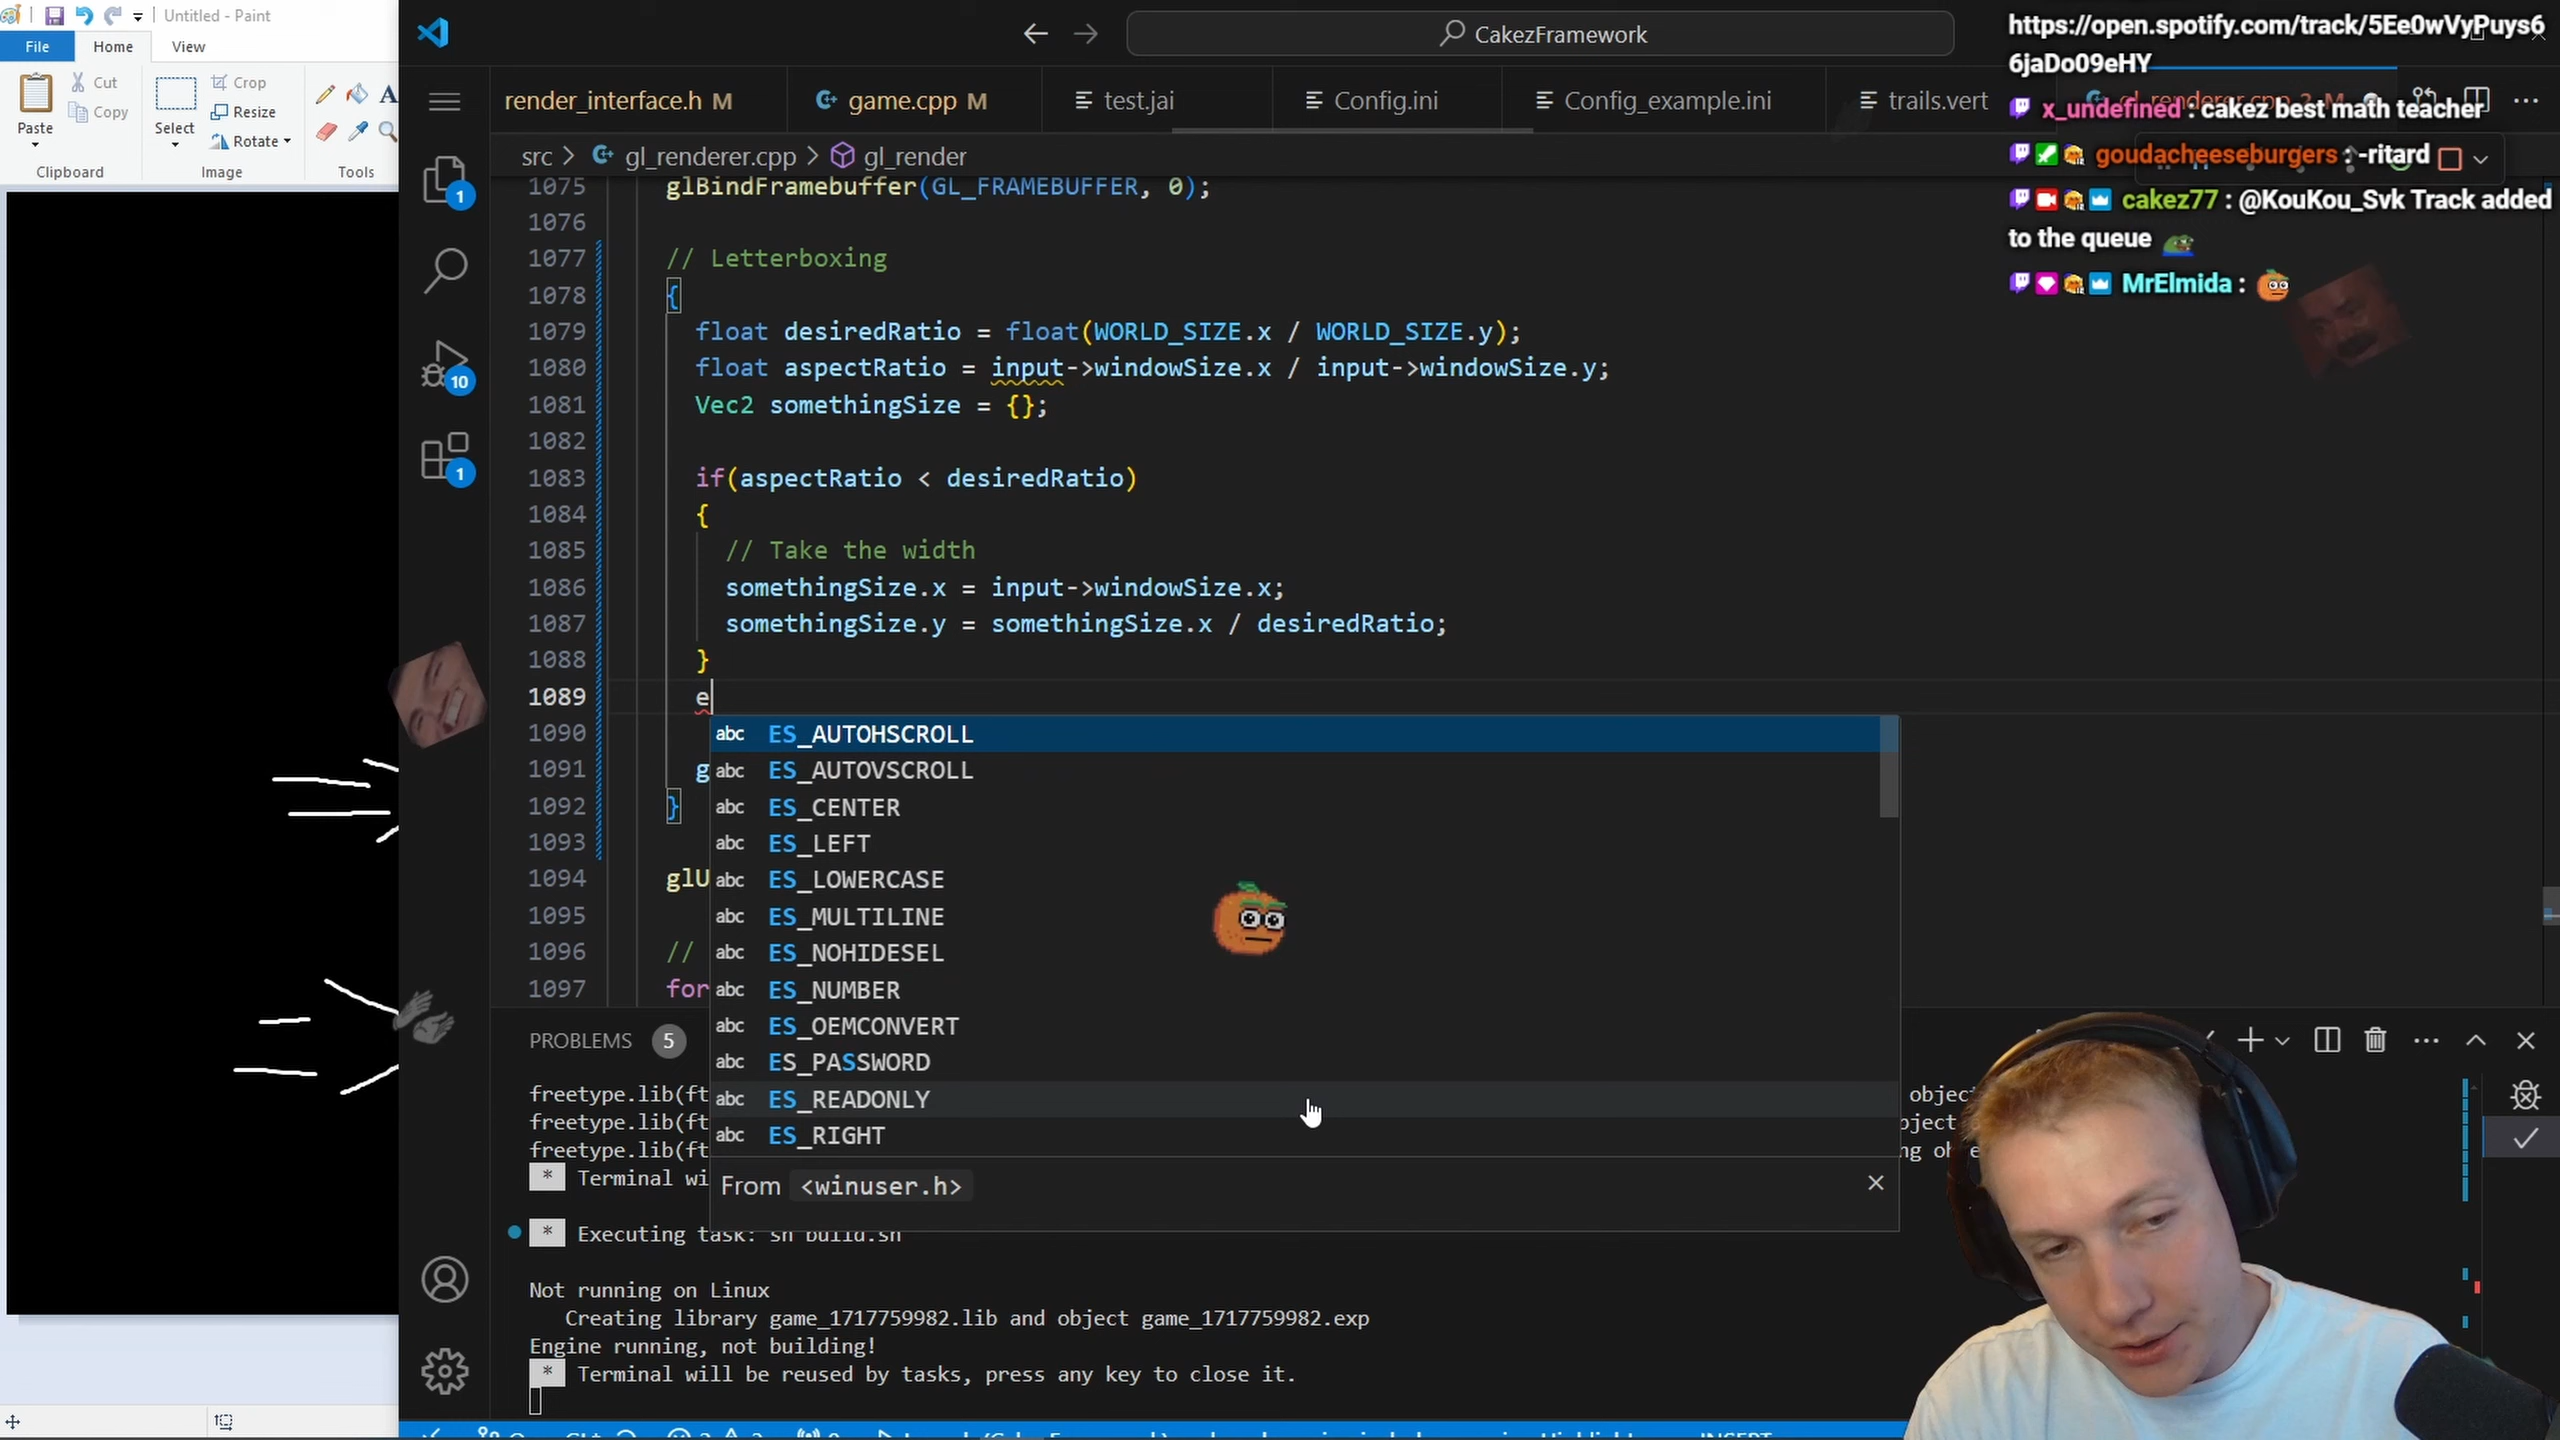 Untitled - Paint
File Home View
Paste
Cut
Copy
Select
Crop
Resize
Rotate
Clipboard
Image
Tools
CakezFramework
render_interface.h M
game.cpp M
test.jai
Config.ini
Config_example.ini
trails.vert
src > gl_renderer.cpp > gl_render
1075 glBindFramebuffer(GL_FRAMEBUFFER, 0);
1076
1077 // Letterboxing
1078 {
1079 float desiredRatio = float(WORLD_SIZE.x / WORLD_SIZE.y);
1080 float aspectRatio = input->windowSize.x / input->windowSize.y;
1081 Vec2 somethingSize = {};
1082
1083 if(aspectRatio < desiredRatio)
1084 {
1085 // Take the width
1086 somethingSize.x = input->windowSize.x;
1087 somethingSize.y = somethingSize.x / desiredRatio;
1088 }
1089 e
1090
1091 g
1092 }
1093
1094 glU
1095
1096 //
1097 for
abc ES_AUTOHSCROLL
abc ES_AUTOVSCROLL
abc ES_CENTER
abc ES_LEFT
abc ES_LOWERCASE
abc ES_MULTILINE
abc ES_NOHIDESEL
abc ES_NUMBER
abc ES_OEMCONVERT
abc ES_PASSWORD
abc ES_READONLY
abc ES_RIGHT
From <winuser.h>
1
10
1
PROBLEMS 5
freetype.lib(ft
freetype.lib(ft
freetype.lib(ft
* Terminal wi
* Executing task: sh build.sh
Not running on Linux
Creating library game_1717759982.lib and object game_1717759982.exp
Engine running, not building!
* Terminal will be reused by tasks, press any key to close it.
https://open.spotify.com/track/5Ee0wVyPuys6
6jaDo09eHY
x_undefined : cakez best math teacher
goudacheeseburgers : -ritard
cakez77 : @KouKou_Svk Track added
to the queue
MrElmida :